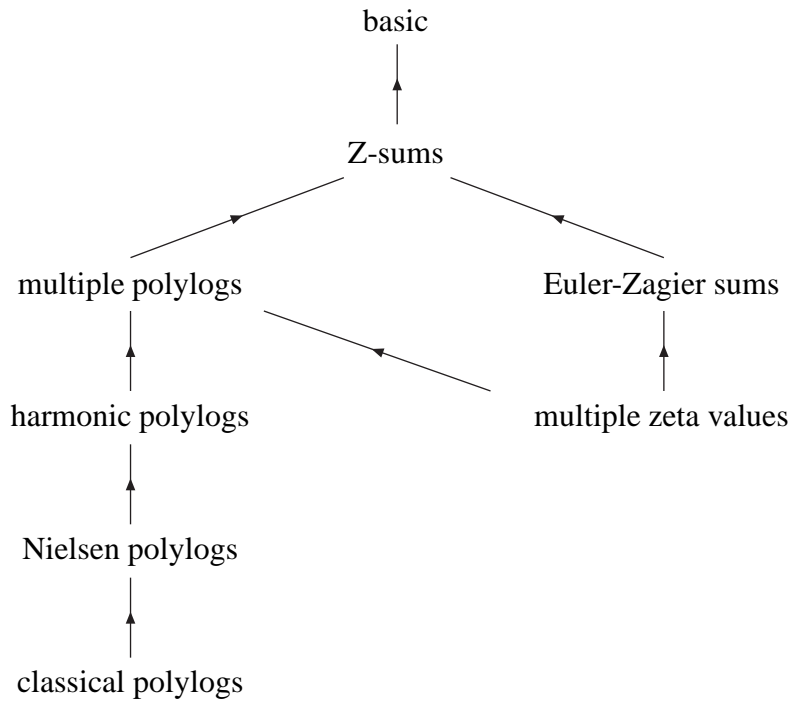 basic
Z-sums
multiple polylogs
Euler-Zagier sums
harmonic polylogs
multiple zeta values
Nielsen polylogs
classical polylogs